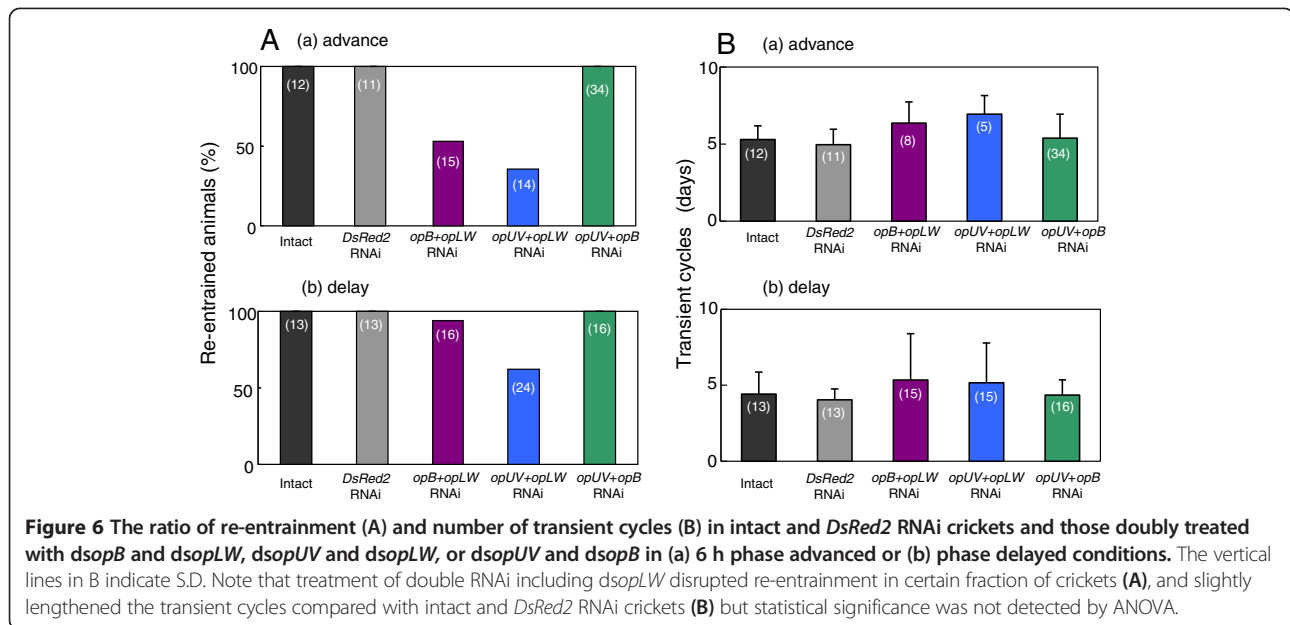 A (a) advance
Re-entrained animals (%)
100
50
0
(12)
(11)
(15)
(14)
(34)
Intact
DsRed2 RNAi
opB+opLW RNAi
opUV+opLW RNAi
opUV+opB RNAi
(b) delay
100
50
0
(13)
(13)
(16)
(24)
(16)
Intact
DsRed2 RNAi
opB+opLW RNAi
opUV+opLW RNAi
opUV+opB RNAi
B (a) advance
Transient cycles (days)
10
5
0
(12)
(11)
(8)
(5)
(34)
Intact
DsRed2 RNAi
opB+opLW RNAi
opUV+opLW RNAi
opUV+opB RNAi
(b) delay
10
5
0
(13)
(13)
(15)
(15)
(16)
Intact
DsRed2 RNAi
opB+opLW RNAi
opUV+opLW RNAi
opUV+opB RNAi
Figure 6 The ratio of re-entrainment (A) and number of transient cycles (B) in intact and DsRed2 RNAi crickets and those doubly treated
with dsopB and dsopLW, dsopUV and dsopLW, or dsopUV and dsopB in (a) 6 h phase advanced or (b) phase delayed conditions. The vertical
lines in B indicate S.D. Note that treatment of double RNAi including dsopLW disrupted re-entrainment in certain fraction of crickets (A), and slightly
lengthened the transient cycles compared with intact and DsRed2 RNAi crickets (B) but statistical significance was not detected by ANOVA.